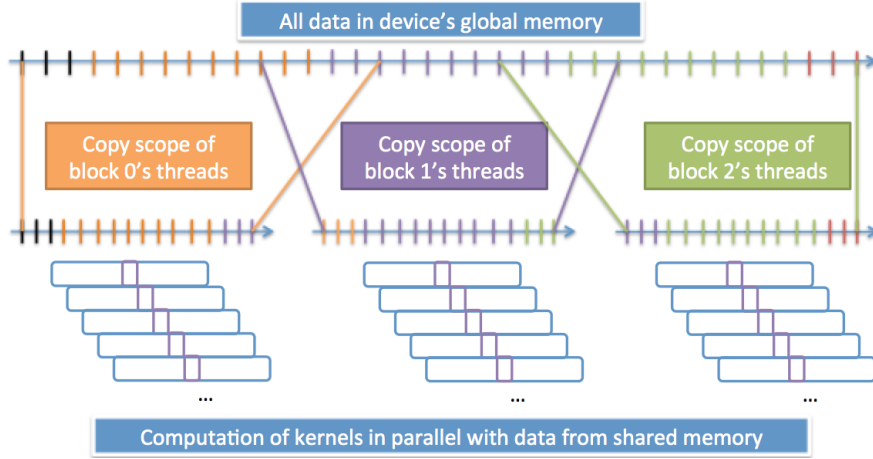 All data in device's global memory
Copy scope of
block 0's threads
Copy scope of
block 1's threads
Copy scope of
block 2's threads
...
...
...
Computation of kernels in parallel with data from shared memory